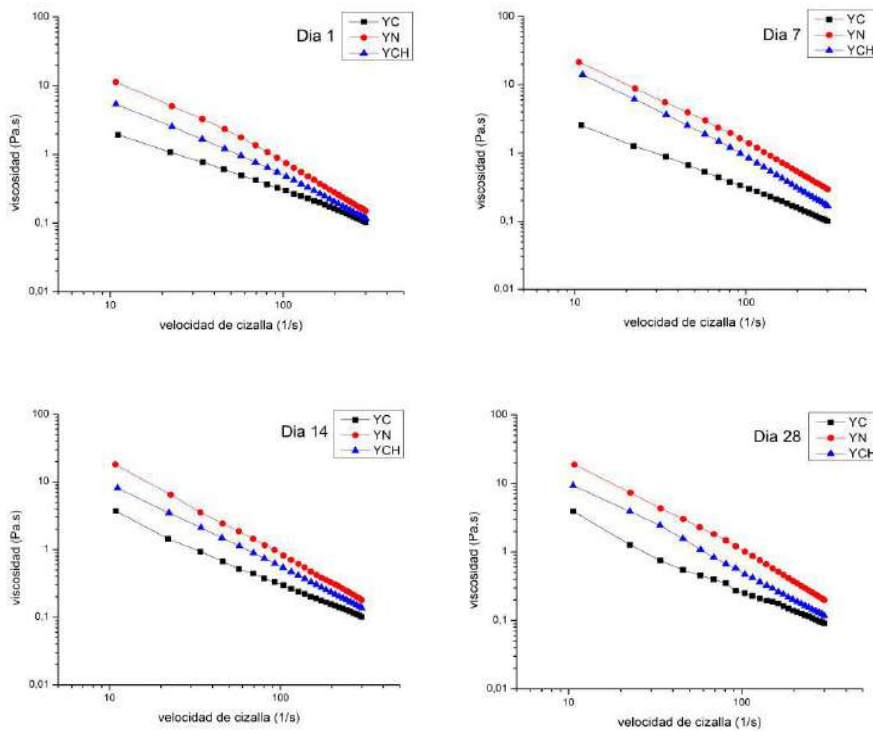 Dia 1
YC
YN
YCH
100
10
1
0,1
0,01
viscosidad (Pa.s)
10
100
velocidad de cizalla (1/s)
Dia 7
YC
YN
YCH
100
10
1
0,1
0,01
viscosidad (Pa.s)
10
100
velocidad de cizalla (1/s)
Dia 14
YC
YN
YCH
100
10
1
0,1
0,01
viscosidad (Pa.s)
10
100
velocidad de cizalla (1/s)
Dia 28
YC
YN
YCH
100
10
1
0,1
0,01
viscosidad (Pa.s)
10
100
velocidad de cizalla (1/s)